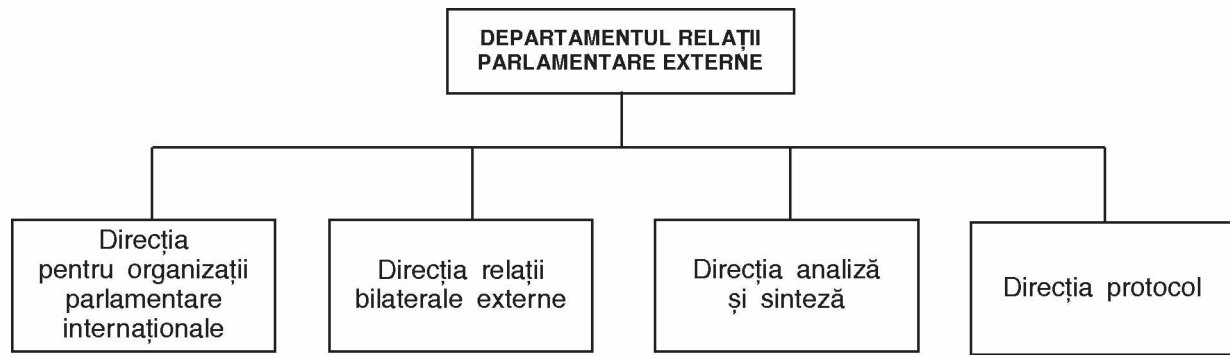 DEPARTAMENTUL RELAȚII
PARLAMENTARE EXTERNE
Direcția
pentru organizații
parlamentare
internaționale
Direcția relații
bilaterale externe
Direcția analiză
și sinteză
Direcția protocol